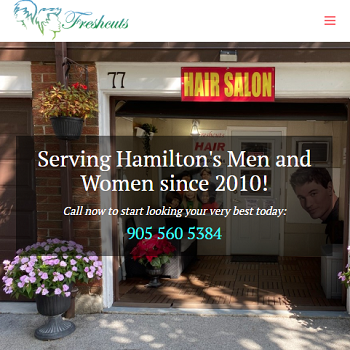 Freshcuts
77
HAIR SALON
HAIR
Serving Hamilton's Men and
Women since 2010!
Call now to start looking your very best today:
905 560 5384